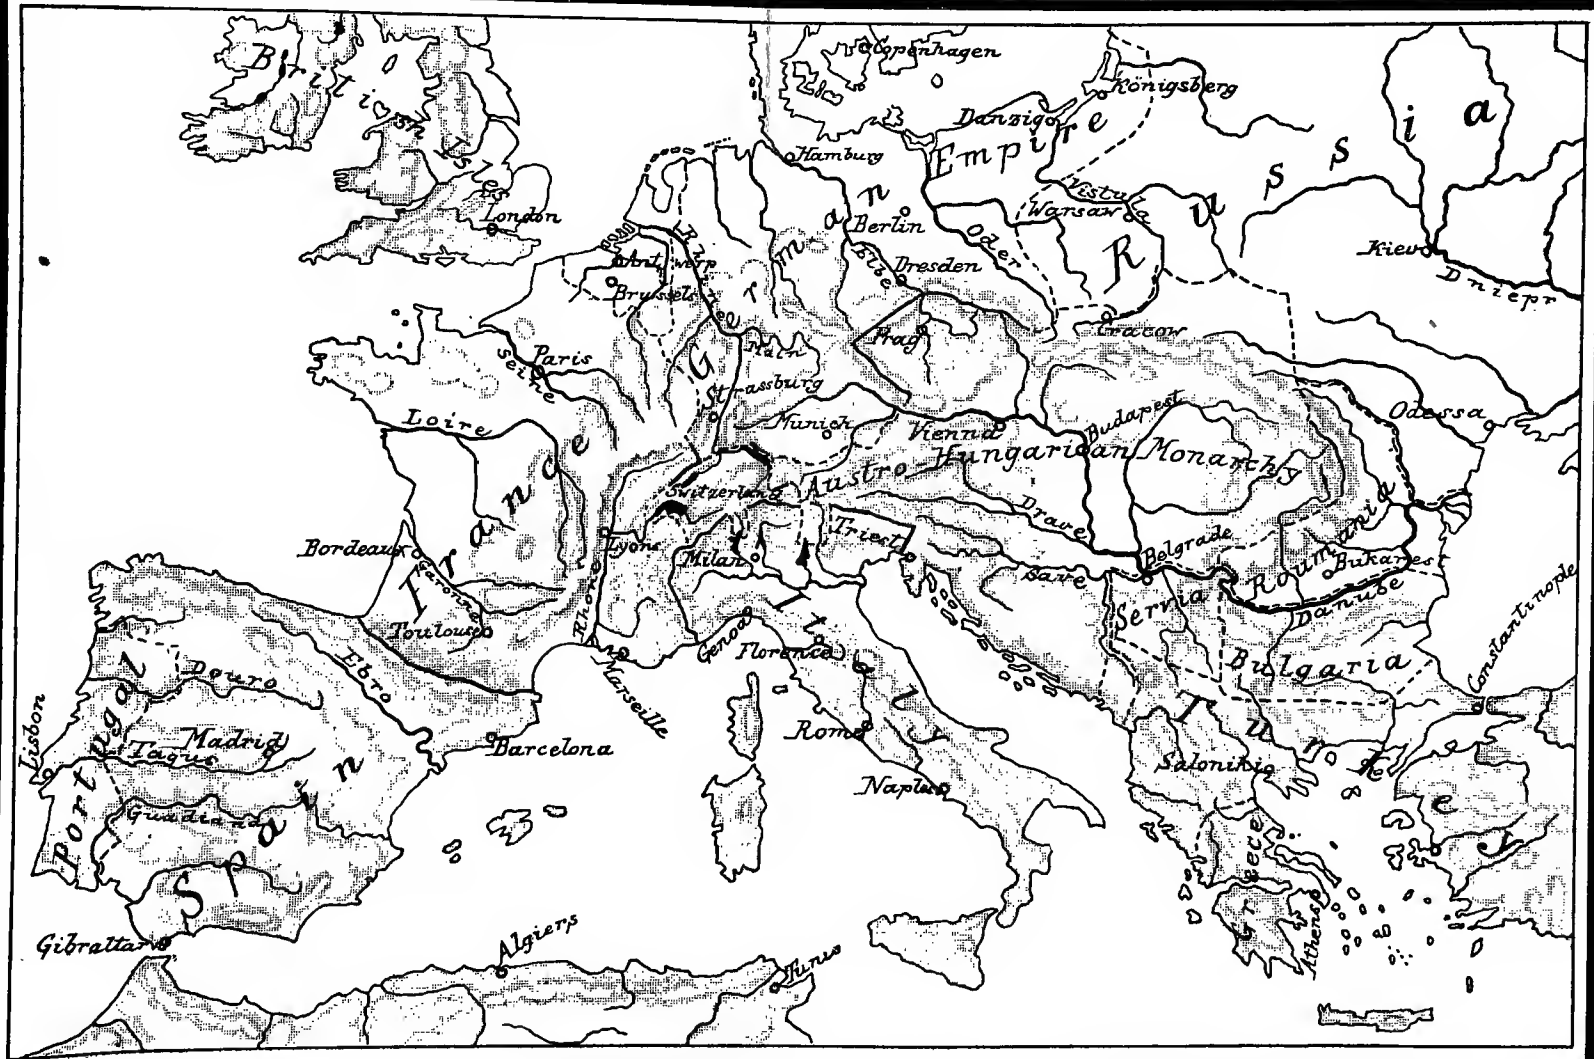 British Isles
London
Copenhagen
Königsberg
Danzig
German Empire
Hamburg
Berlin
Vistula
Warsaw
Oder
Elbe
Dresden
Russia
Kiev
Dniepr
Rhine
Antwerp
Brussels
Cracow
Prag
Main
Paris
Seine
Strassburg
Munich
Vienna
Budapest
Odessa
Loire
France
Austro-Hungarian Monarchy
Switzerland
Drave
Bordeaux
Garonne
Lyons
Milan
Triest
Save
Belgrade
Roumania
Bukarest
Danube
Servia
Rhone
Toulouse
Genoa
Florence
Italy
Marseille
Bulgaria
Constantinople
Ebro
Douro
Portugal
Lisbon
Madrid
Tagus
Barcelona
Rome
Naples
Turkey
Saloniki
Guadiana
Spain
Greece
Athens
Gibraltar
Algiers
Tunis